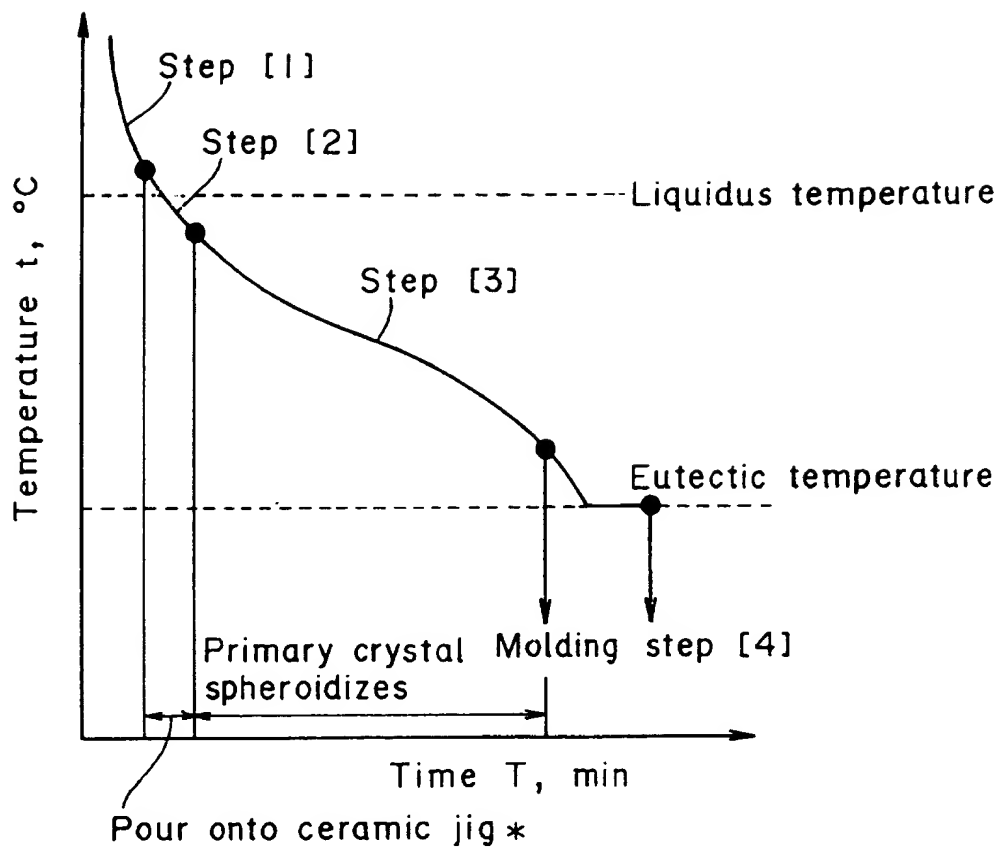 Step [1]
Step [2]
Liquidus temperature
Temperature t, °C
Step [3]
Eutectic temperature
Primary crystal
spheroidizes
Molding step [4]
Time T, min
Pour onto ceramic jig *